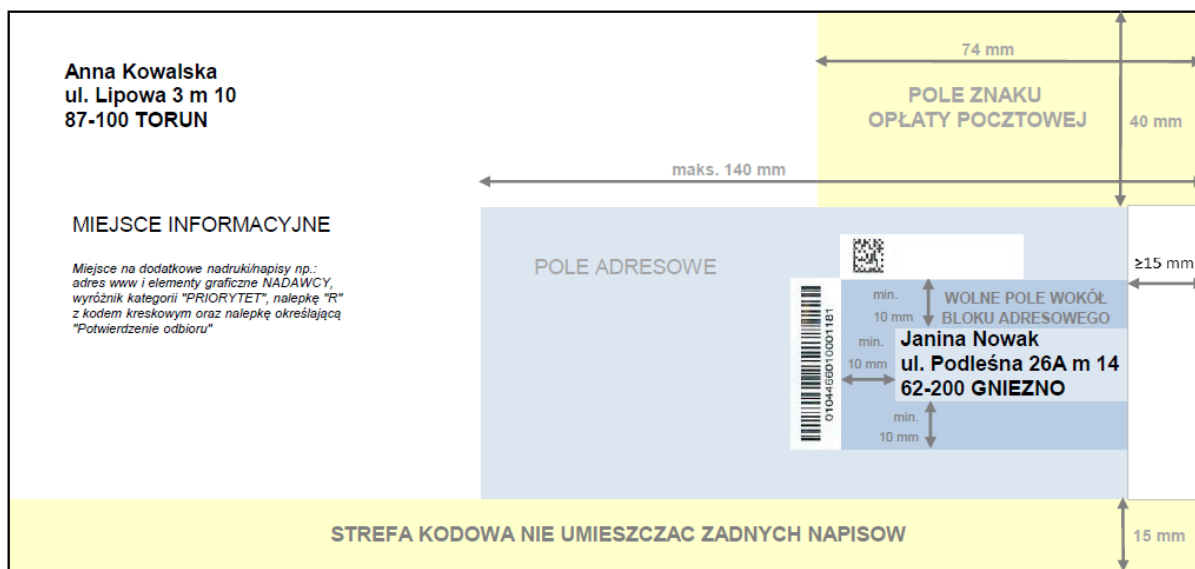 Anna Kowalska
ul. Lipowa 3 m 10
87-100 TORUN
74 mm
POLE ZNAKU
OPŁATY POCZTOWEJ
40 mm
maks. 140 mm
MIEJSCE INFORMACYJNE
Miejsce na dodatkowe nadruki/napisy np.:
adres www i elementy graficzne NADAWCY,
wyróżnik kategorii "PRIORYTET", nalepkę "R"
z kodem kreskowym oraz nalepkę określającą
"Potwierdzenie odbioru"
POLE ADRESOWE
≥15 mm
min.
10 mm
WOLNE POLE WOKÓŁ
BLOKU ADRESOWEGO
0104466010001181
min.
10 mm
Janina Nowak
ul. Podleśna 26A m 14
62-200 GNIEZNO
min.
10 mm
STREFA KODOWA NIE UMIESZCZAC ZADNYCH NAPISOW
15 mm